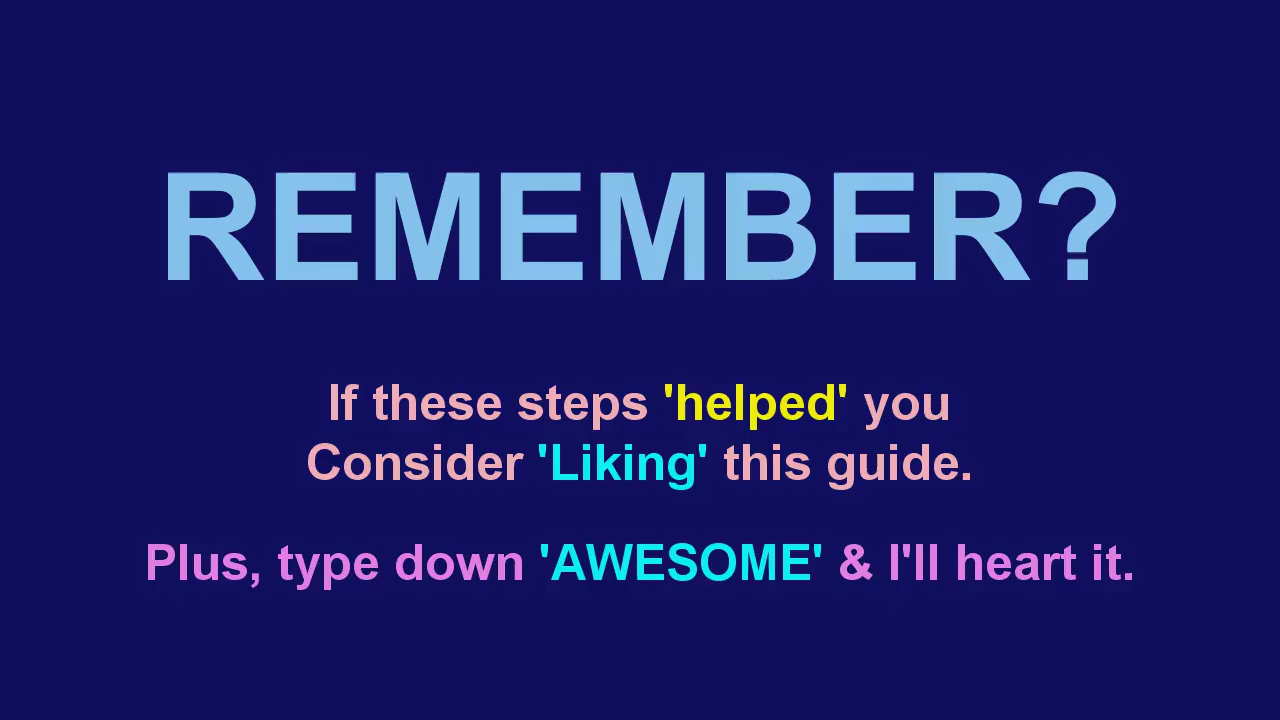 REMEMBER?
If these steps 'helped' you
Consider 'Liking' this guide.
Plus, type down 'AWESOME' & I'll heart it.